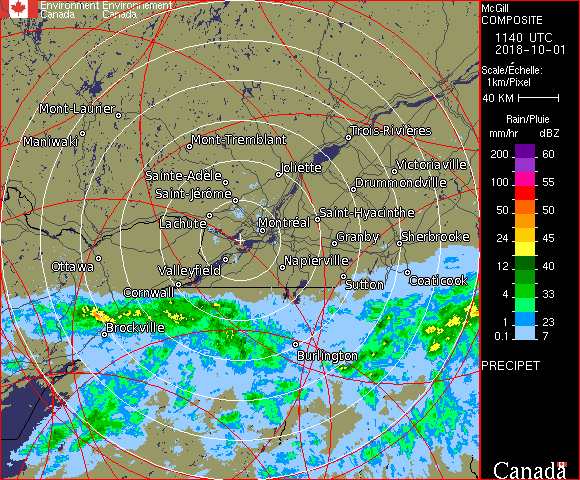 Environment Environnement
Canada Canada
Mont-Laurier
Maniwaki
Mont-Tremblant
Trois-Rivières
Sainte-Adèle
Joliette
Victoriaville
Saint-Jérôme
Drummondville
Lachute
Montréal
Saint-Hyacinthe
Granby
Sherbrooke
Ottawa
Valleyfield
Napierville
Cornwall
Sutton
Coaticook
Brockville
Burlington
McGill
COMPOSITE
1140 UTC
2018-10-01
Scale/Échelle:
1km/Pixel
40 KM
Rain/Pluie
mm/hr dBZ
200 60
100 55
50 50
24 45
12 40
4 33
1 23
0.1 7
PRECIPET
Canada